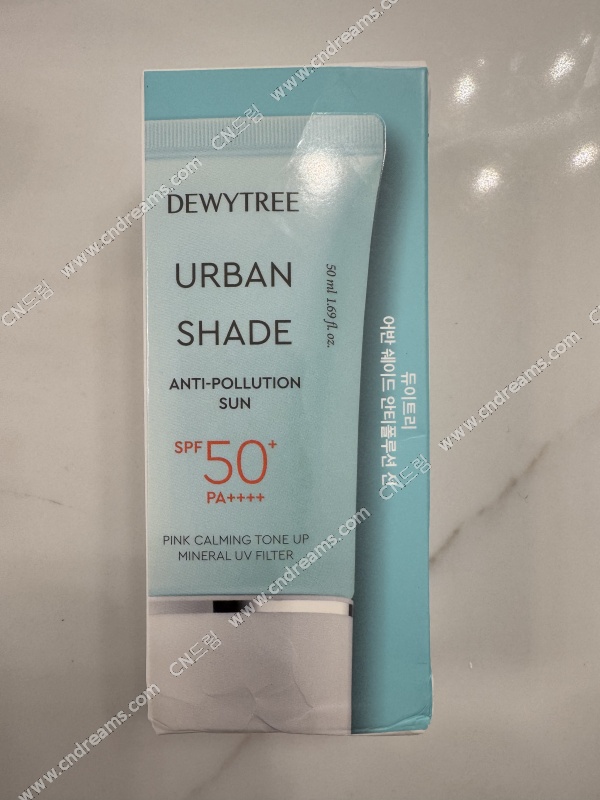 DEWYTREE
URBAN
SHADE
ANTI-POLLUTION
SUN
SPF 50+
PA++++
PINK CALMING TONE UP
MINERAL UV FILTER
50 ml 1.69 fl. oz.
듀이트리
어반 쉐이드 안티폴루션 선
CN드림 www.cndreams.com